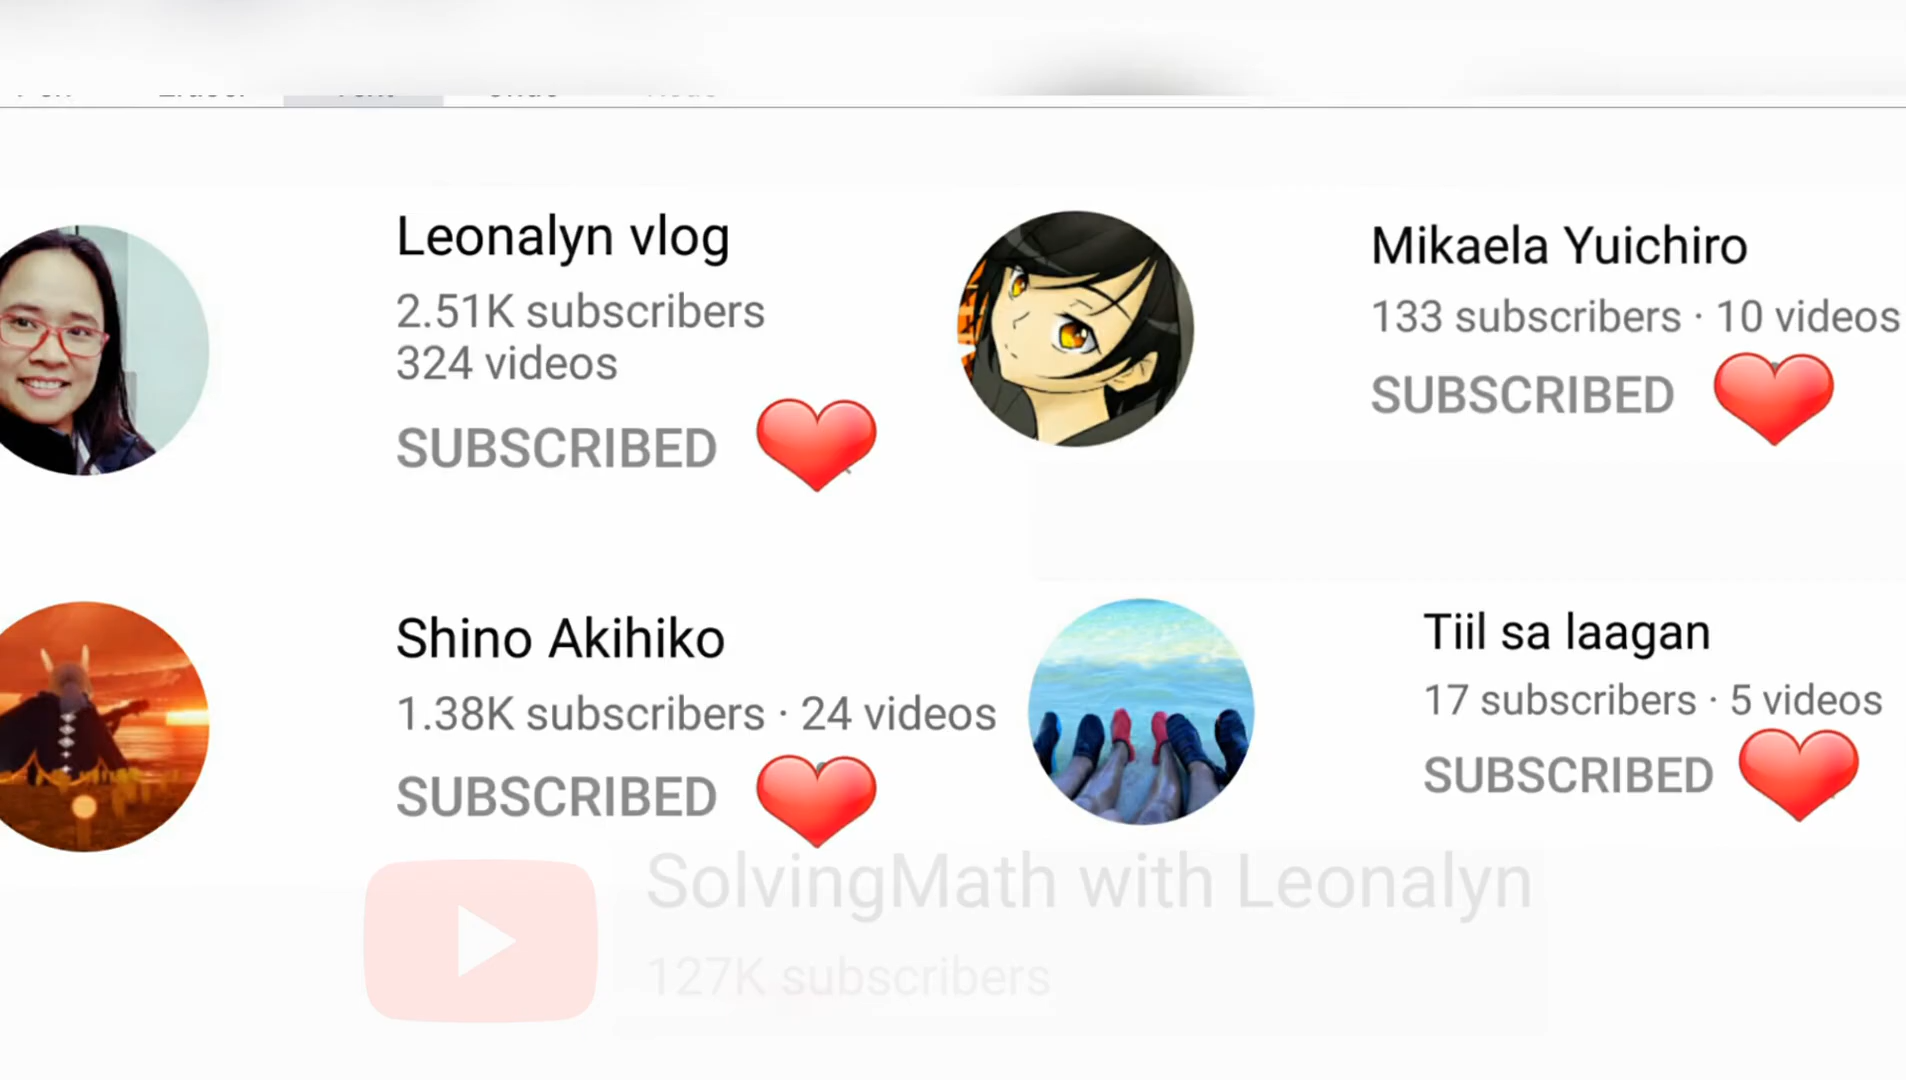 Leonalyn vlog
2.51K subscribers
324 videos
SUBSCRIBED
Mikaela Yuichiro
133 subscribers · 10 videos
SUBSCRIBED
Shino Akihiko
1.38K subscribers · 24 videos
SUBSCRIBED
Tiil sa laagan
17 subscribers · 5 videos
SUBSCRIBED
SolvingMath with Leonalyn
127K subscribers